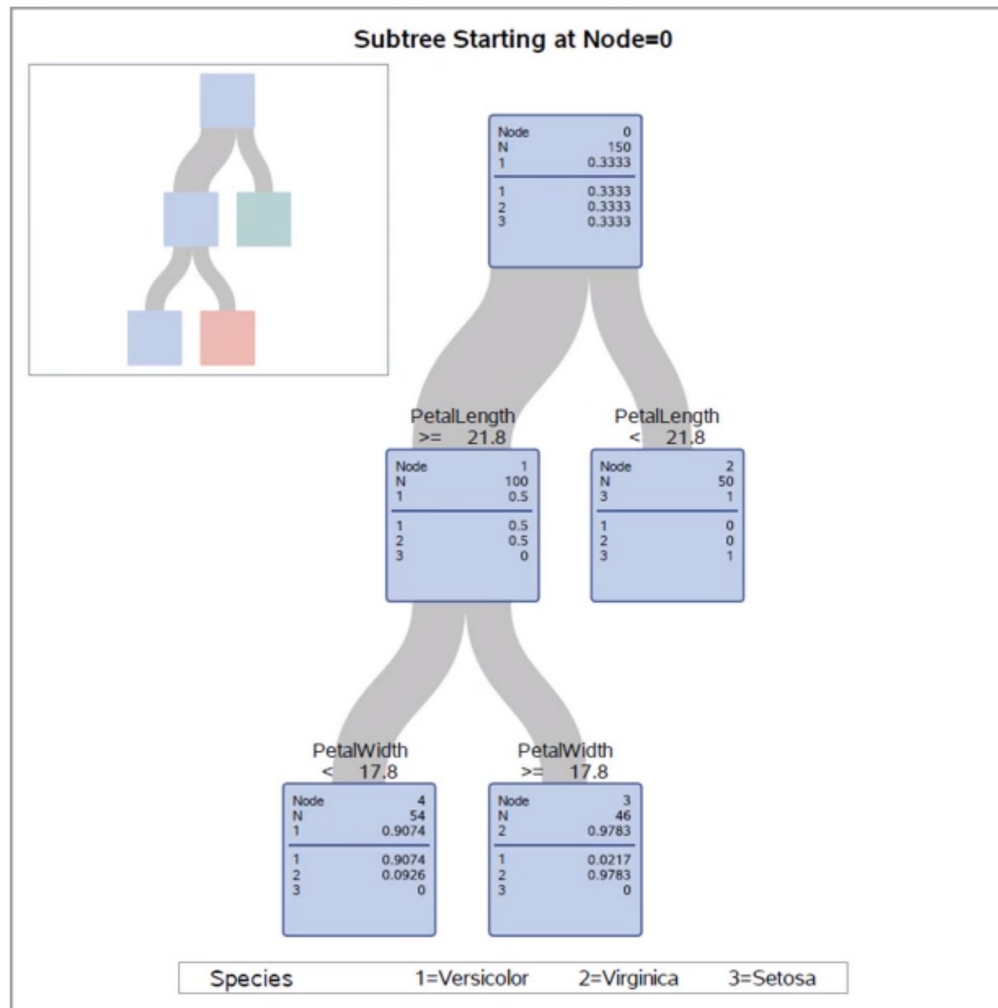 Subtree Starting at Node=0
Node 0
N 150
1 0.3333
1 0.3333
2 0.3333
3 0.3333
PetalLength
>= 21.8
PetalLength
< 21.8
Node 1
N 100
1 0.5
1 0.5
2 0.5
3 0
Node 2
N 50
3 1
1 0
2 0
3 1
PetalWidth
< 17.8
PetalWidth
>= 17.8
Node 4
N 54
1 0.9074
1 0.9074
2 0.0926
3 0
Node 3
N 46
2 0.9783
1 0.0217
2 0.9783
3 0
Species 1=Versicolor 2=Virginica 3=Setosa